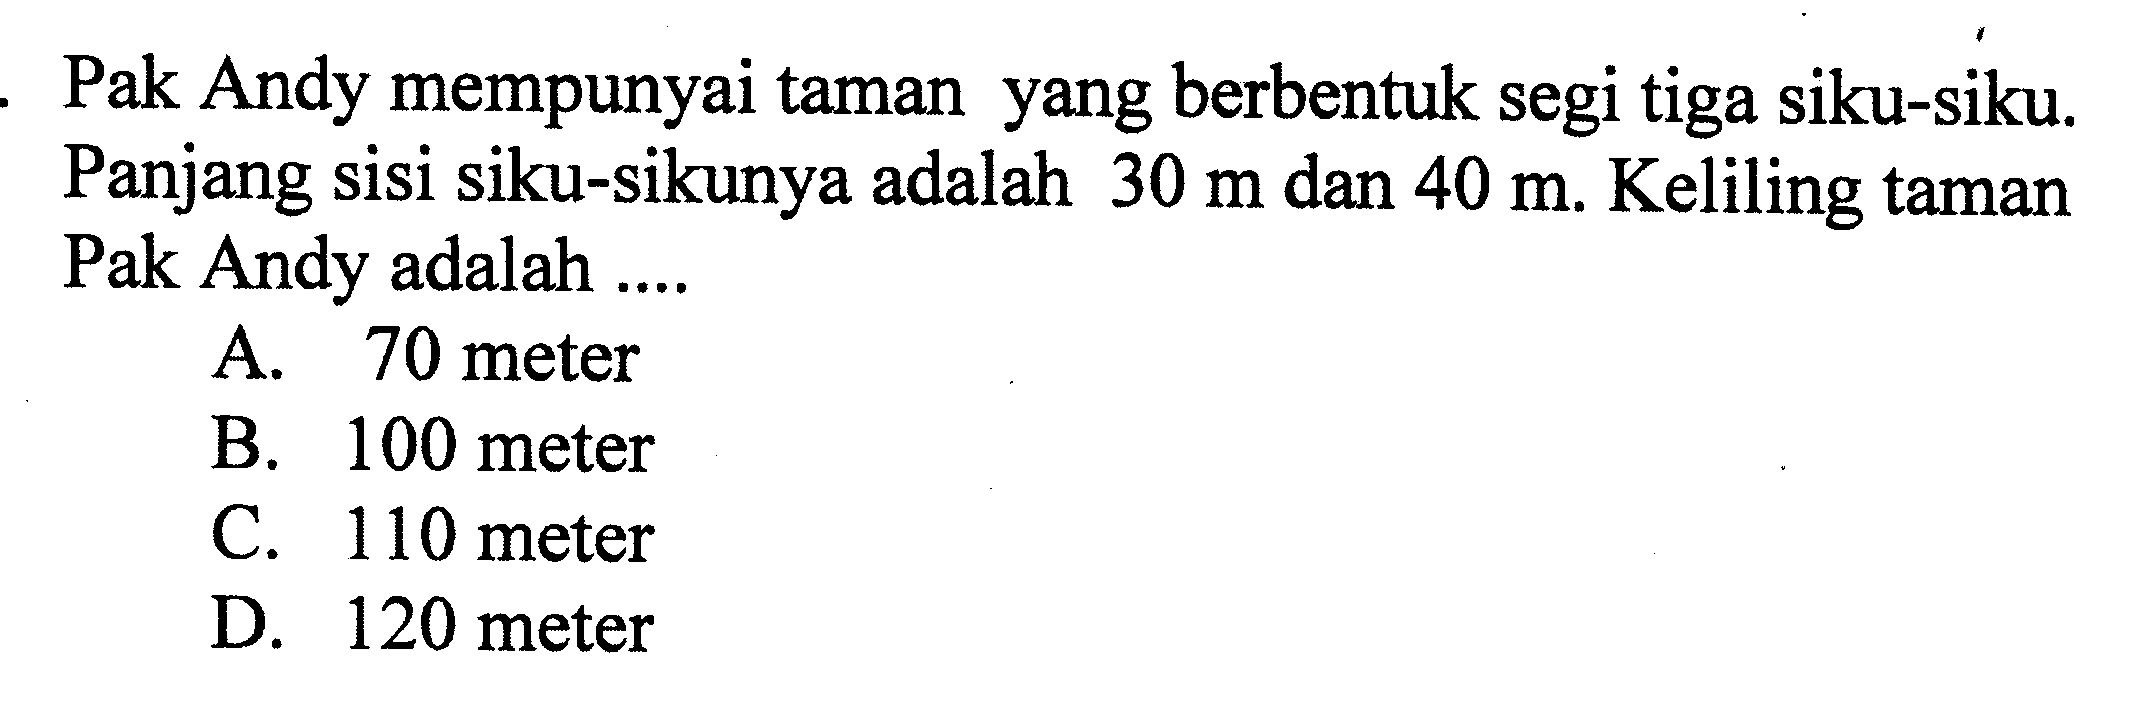 . Pak Andy mempunyai taman yang berbentuk segi tiga siku-siku.
Panjang sisi siku-sikunya adalah 30 m dan 40 m. Keliling taman
Pak Andy adalah ....
A. 70 meter
B. 100 meter
C. 110 meter
D. 120 meter